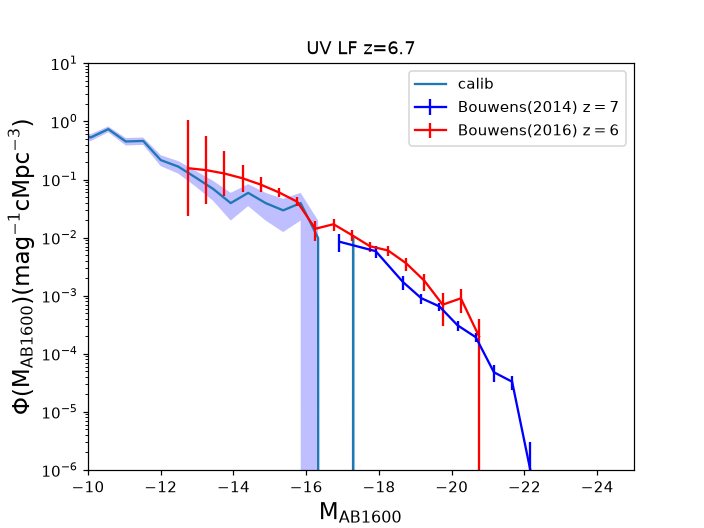 UV LF z=6.7
calib
Bouwens(2014) z = 7
Bouwens(2016) z = 6
10¹
10⁰
10⁻¹
10⁻²
10⁻³
10⁻⁴
10⁻⁵
10⁻⁶
Φ(M_AB1600)(mag⁻¹cMpc⁻³)
−10 −12 −14 −16 −18 −20 −22 −24
M_AB1600